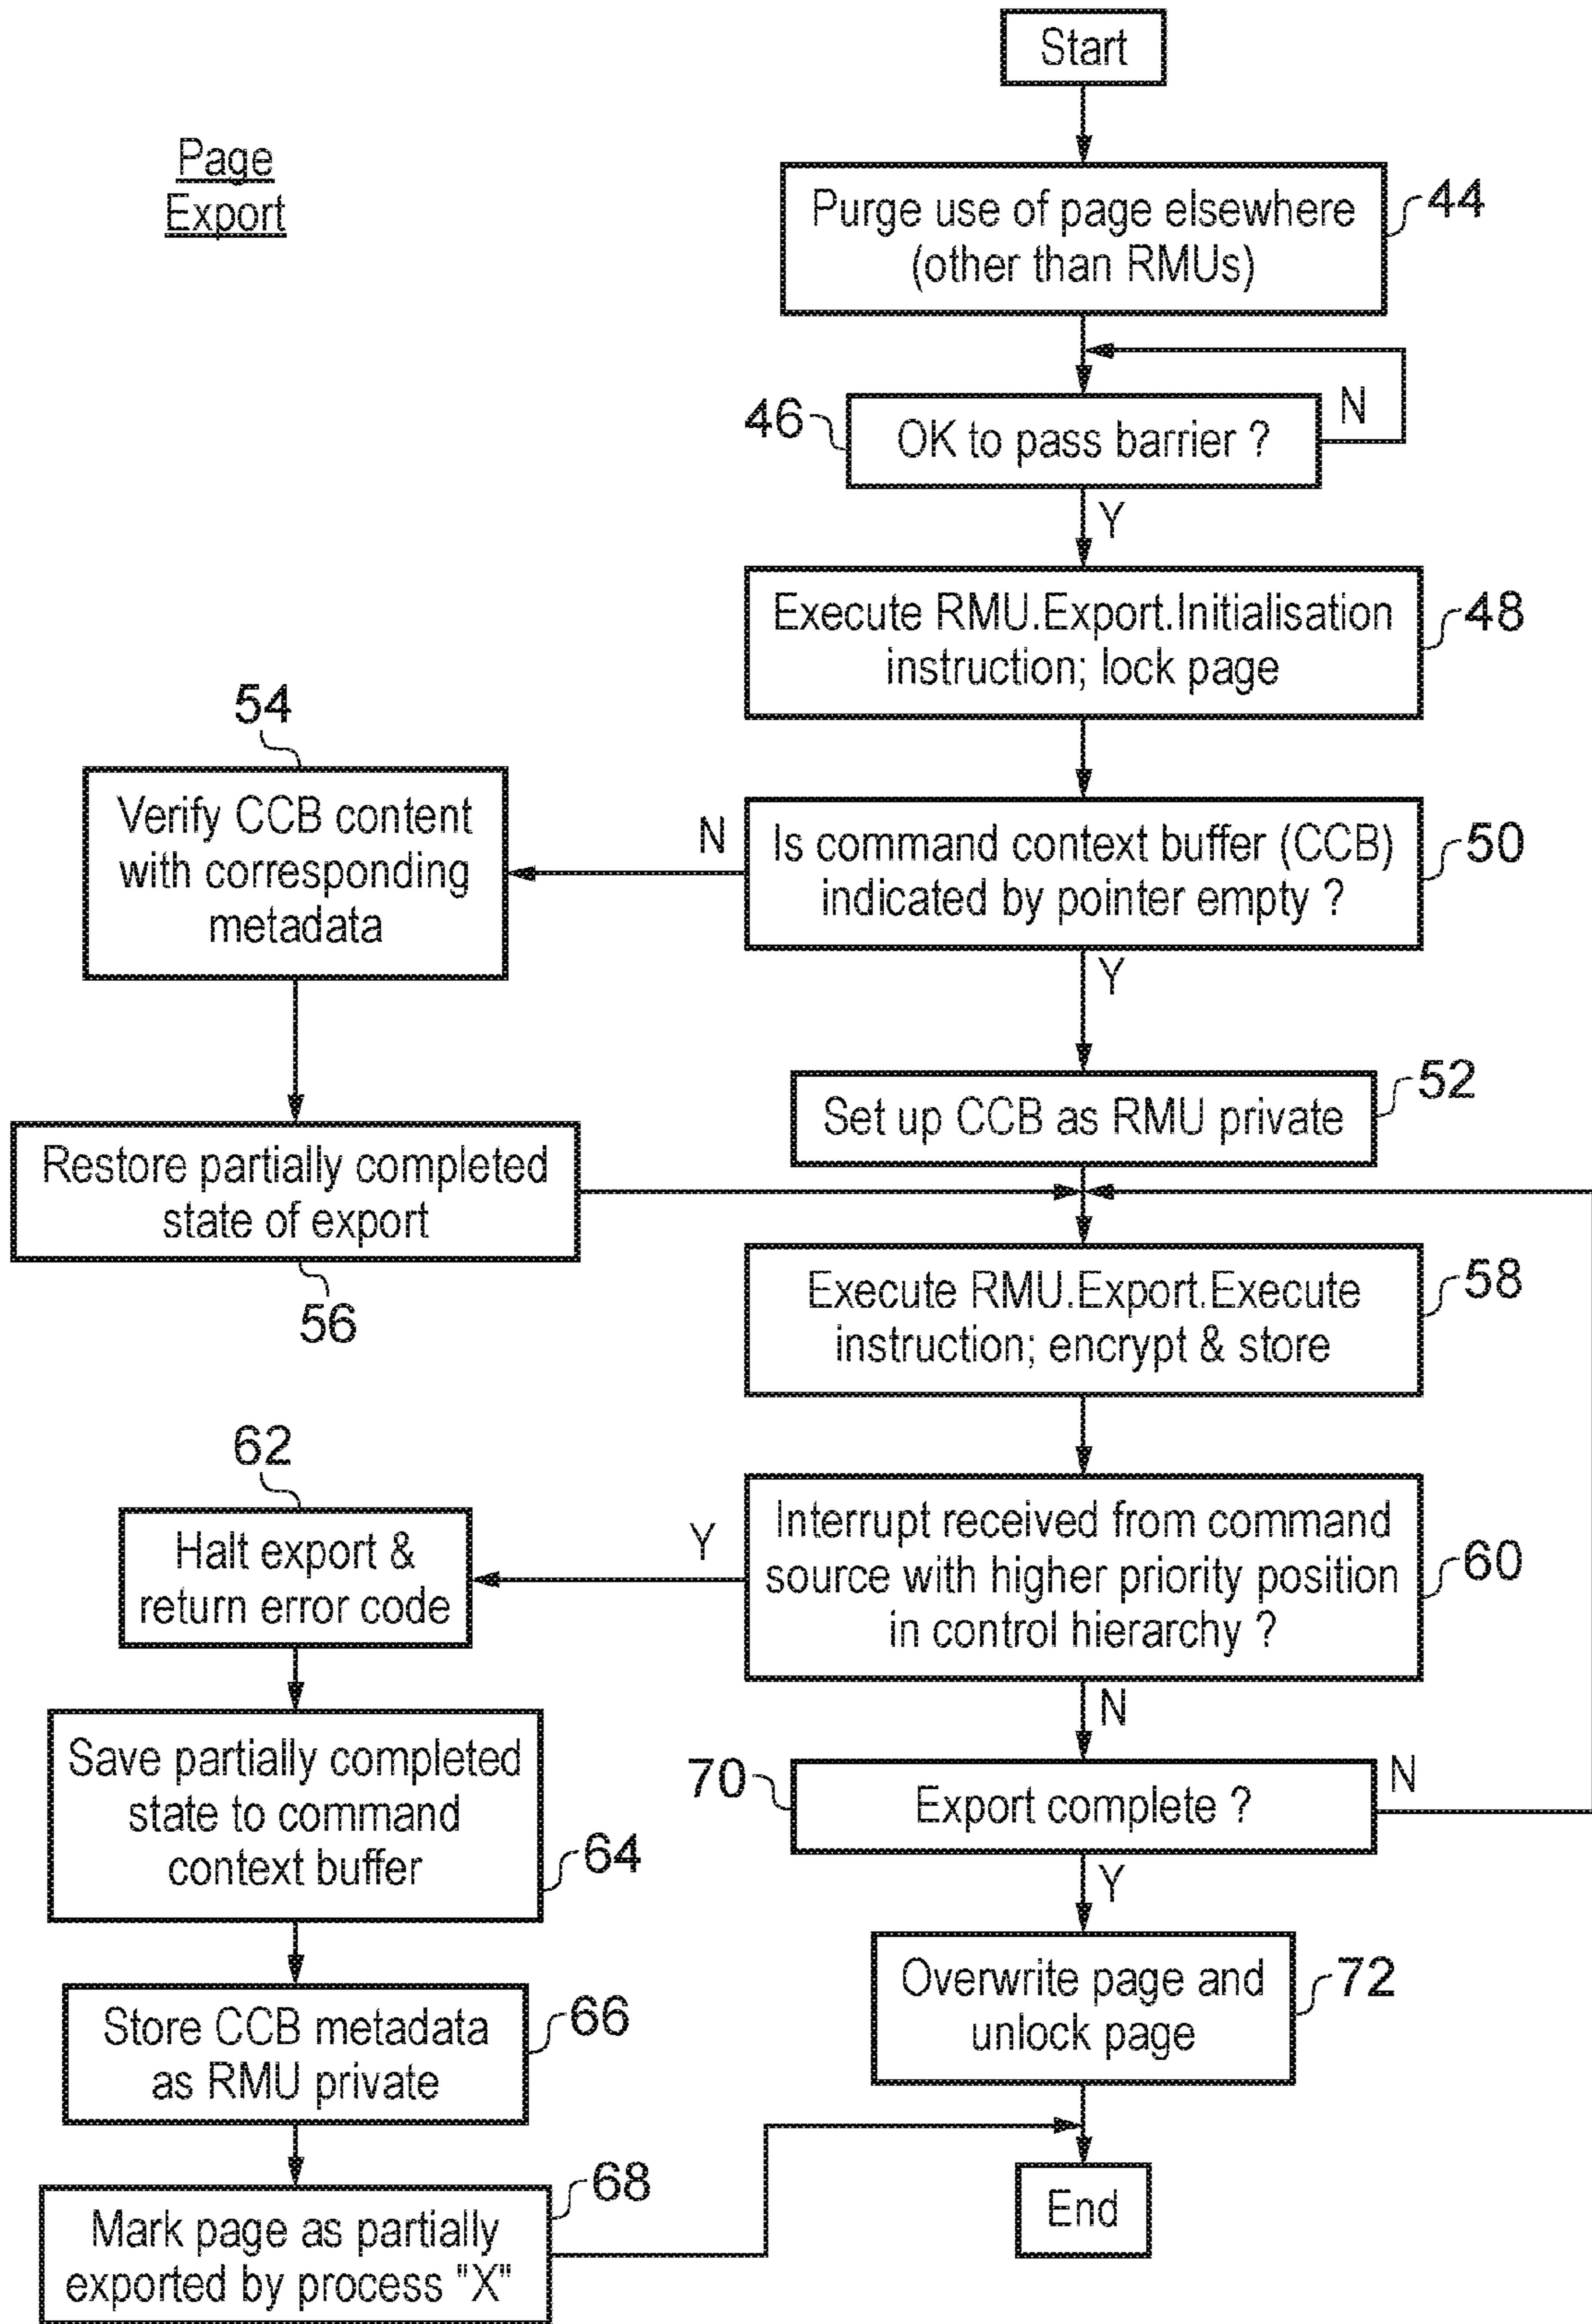 Start
Page
Export
Purge use of page elsewhere
(other than RMUs)
44
46
OK to pass barrier ?
N
Y
Execute RMU.Export.Initialisation
instruction; lock page
48
54
Verify CCB content
with corresponding
metadata
N
Is command context buffer (CCB)
indicated by pointer empty ?
50
Y
Set up CCB as RMU private
52
Restore partially completed
state of export
56
Execute RMU.Export.Execute
instruction; encrypt & store
58
62
Halt export &
return error code
Y
Interrupt received from command
source with higher priority position
in control hierarchy ?
60
N
Save partially completed
state to command
context buffer
64
70
Export complete ?
N
Y
Store CCB metadata
as RMU private
66
Overwrite page and
unlock page
72
Mark page as partially
exported by process "X"
68
End